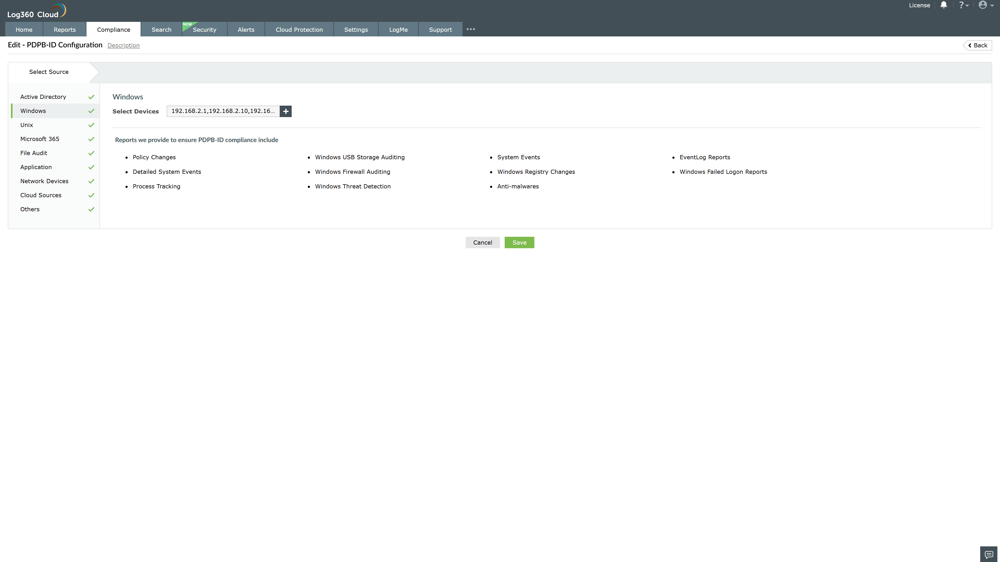 License
?
Log360 Cloud
Home Reports Compliance Search NEW Security Alerts Cloud Protection Settings LogMe Support
Edit - PDPB-ID Configuration Description Back
Select Source
Active Directory
Windows
Unix
Microsoft 365
File Audit
Application
Network Devices
Cloud Sources
Others
Windows
Select Devices 192.168.2.1,192.168.2.10,192.16...
Reports we provide to ensure PDPB-ID compliance include
Policy Changes Windows USB Storage Auditing System Events EventLog Reports
Detailed System Events Windows Firewall Auditing Windows Registry Changes Windows Failed Logon Reports
Process Tracking Windows Threat Detection Anti-malwares
Cancel Save